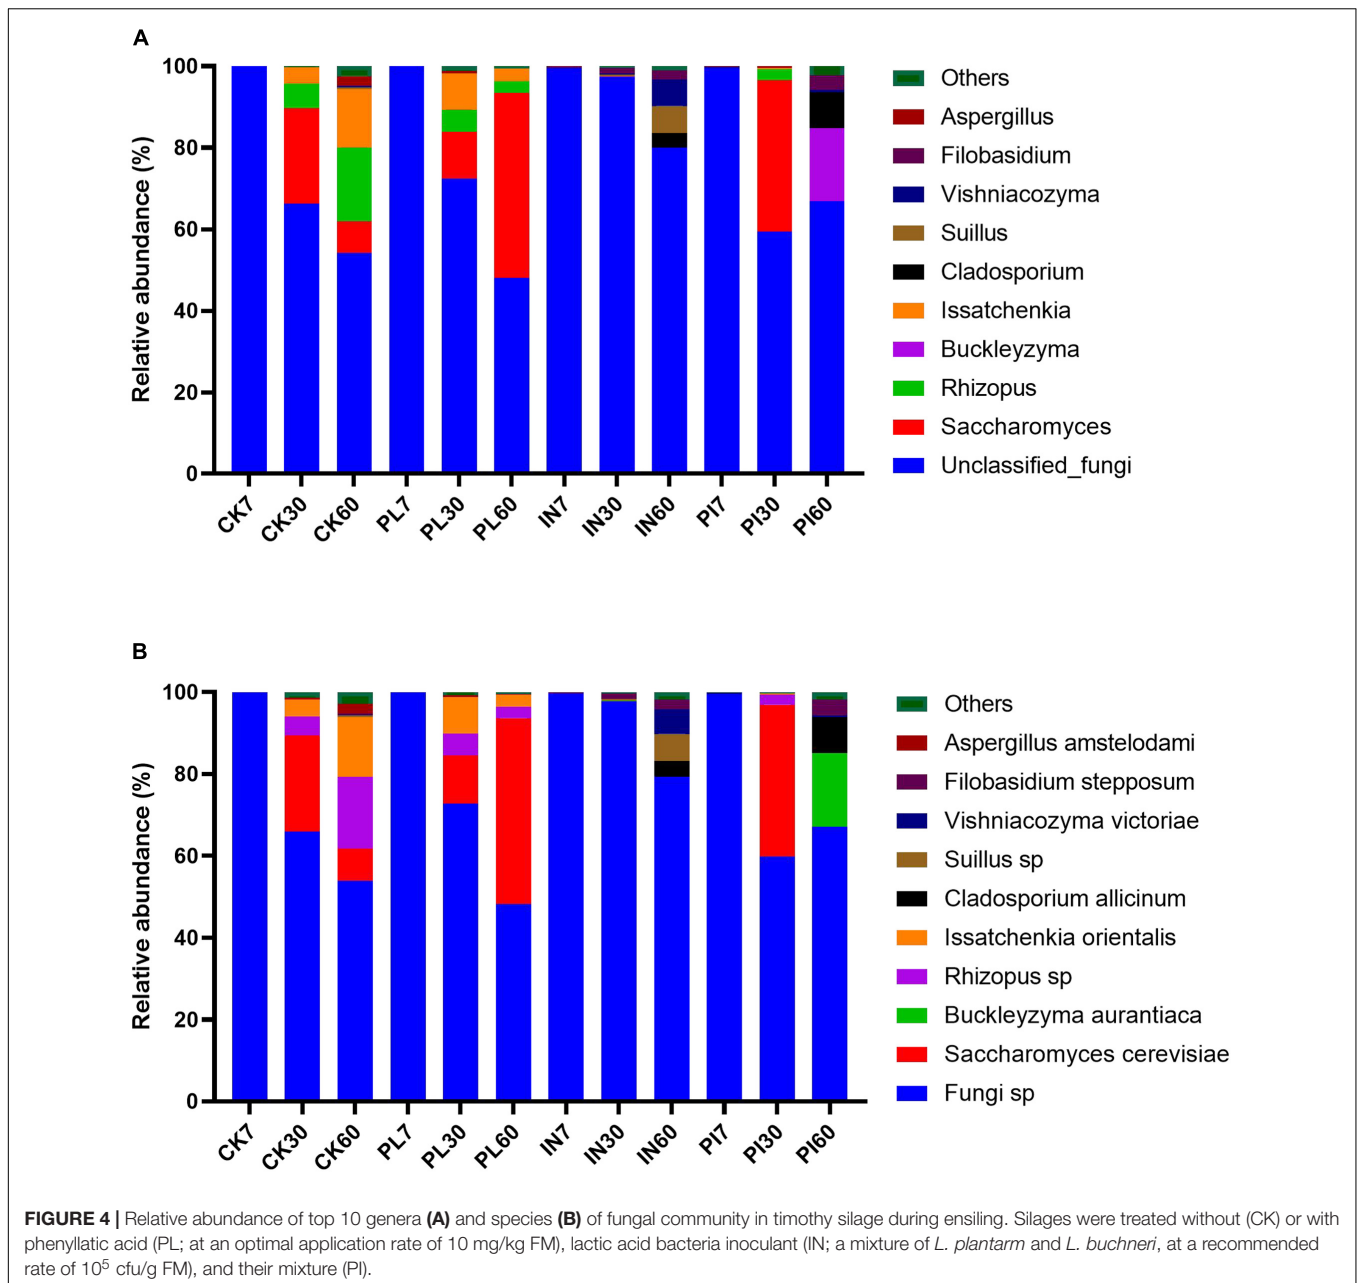 A
Relative abundance (%)
100
80
60
40
20
0
CK7
CK30
CK60
PL7
PL30
PL60
IN7
IN30
IN60
PI7
PI30
PI60
Others
Aspergillus
Filobasidium
Vishniacozyma
Suillus
Cladosporium
Issatchenkia
Buckleyzyma
Rhizopus
Saccharomyces
Unclassified_fungi
B
Relative abundance (%)
100
80
60
40
20
0
CK7
CK30
CK60
PL7
PL30
PL60
IN7
IN30
IN60
PI7
PI30
PI60
Others
Aspergillus amstelodami
Filobasidium stepposum
Vishniacozyma victoriae
Suillus sp
Cladosporium allicinum
Issatchenkia orientalis
Rhizopus sp
Buckleyzyma aurantiaca
Saccharomyces cerevisiae
Fungi sp
FIGURE 4 | Relative abundance of top 10 genera (A) and species (B) of fungal community in timothy silage during ensiling. Silages were treated without (CK) or with
phenyllatic acid (PL; at an optimal application rate of 10 mg/kg FM), lactic acid bacteria inoculant (IN; a mixture of L. plantarm and L. buchneri, at a recommended
rate of 10⁵ cfu/g FM), and their mixture (PI).